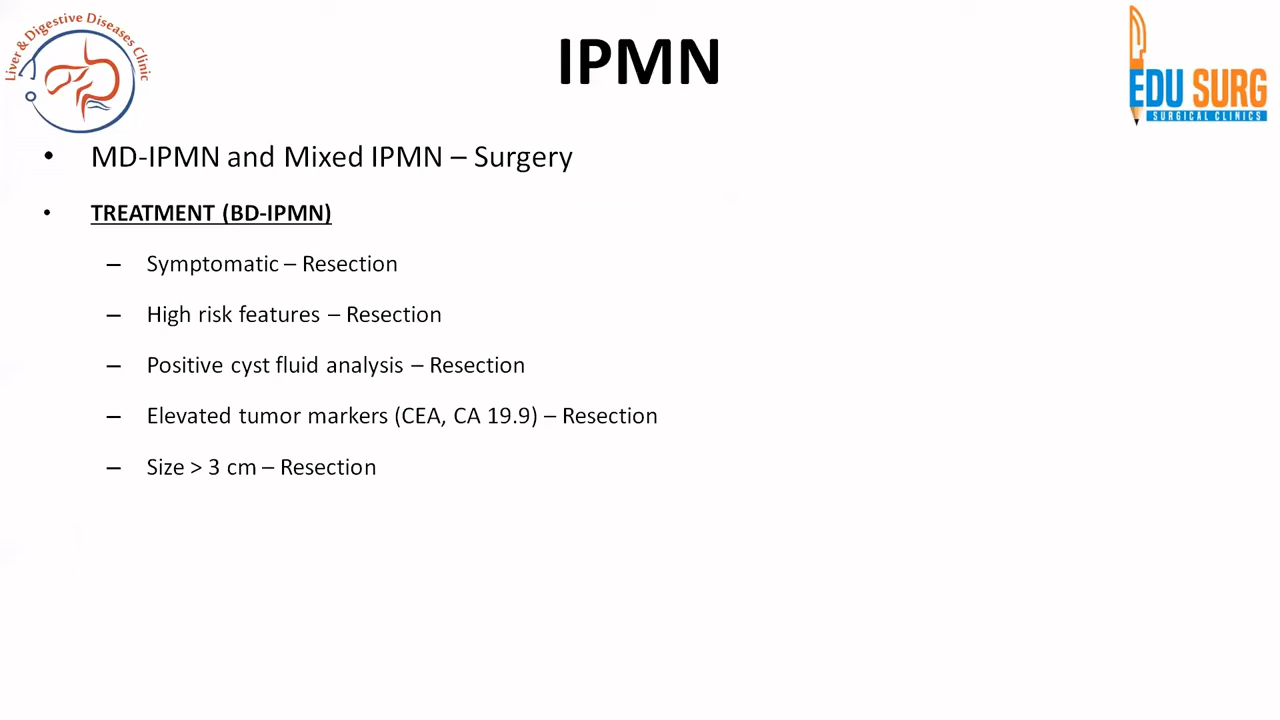 Liver & Digestive Diseases Clinic
IPMN
EDU SURG
SURGICAL CLINICS
• MD-IPMN and Mixed IPMN – Surgery
• TREATMENT (BD-IPMN)
– Symptomatic – Resection
– High risk features – Resection
– Positive cyst fluid analysis – Resection
– Elevated tumor markers (CEA, CA 19.9) – Resection
– Size > 3 cm – Resection